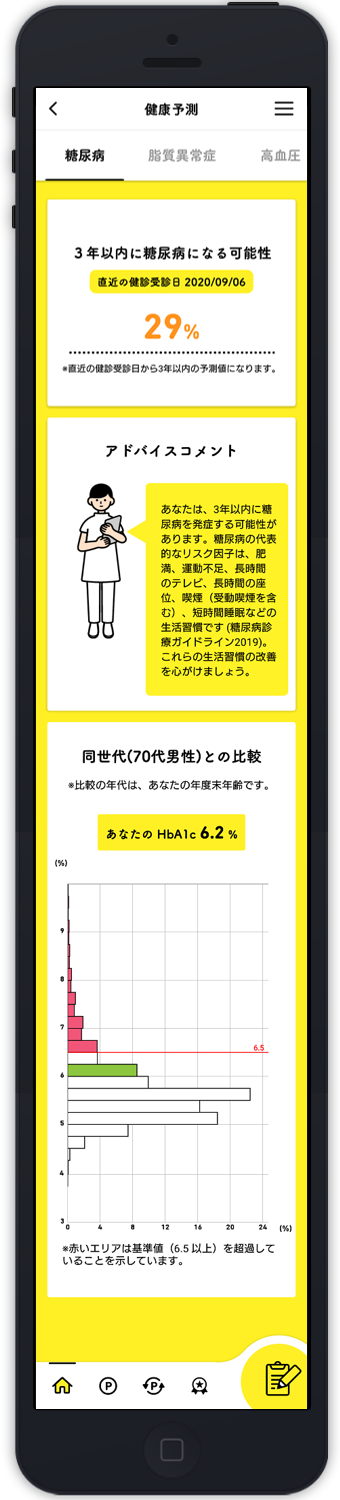 健康予測
糖尿病 脂質異常症 高血圧
3年以内に糖尿病になる可能性
直近の健診受診日 2020/09/06
29%
※直近の健診受診日から3年以内の予測値になります。
アドバイスコメント
あなたは、3年以内に糖
尿病を発症する可能性が
あります。糖尿病の代表
的なリスク因子は、肥
満、運動不足、長時間
のテレビ、長時間の座
位、喫煙（受動喫煙を含
む）、短時間睡眠などの
生活習慣です(糖尿病診
療ガイドライン2019)。
これらの生活習慣の改善
を心がけましょう。
同世代(70代男性)との比較
※比較の年代は、あなたの年度末年齢です。
あなたの HbA1c 6.2 %
(%)
9
8
7
6.5
6
5
4
3
0 4 8 12 16 20 24 (%)
※赤いエリアは基準値（6.5 以上）を超過して
いることを示しています。
P P